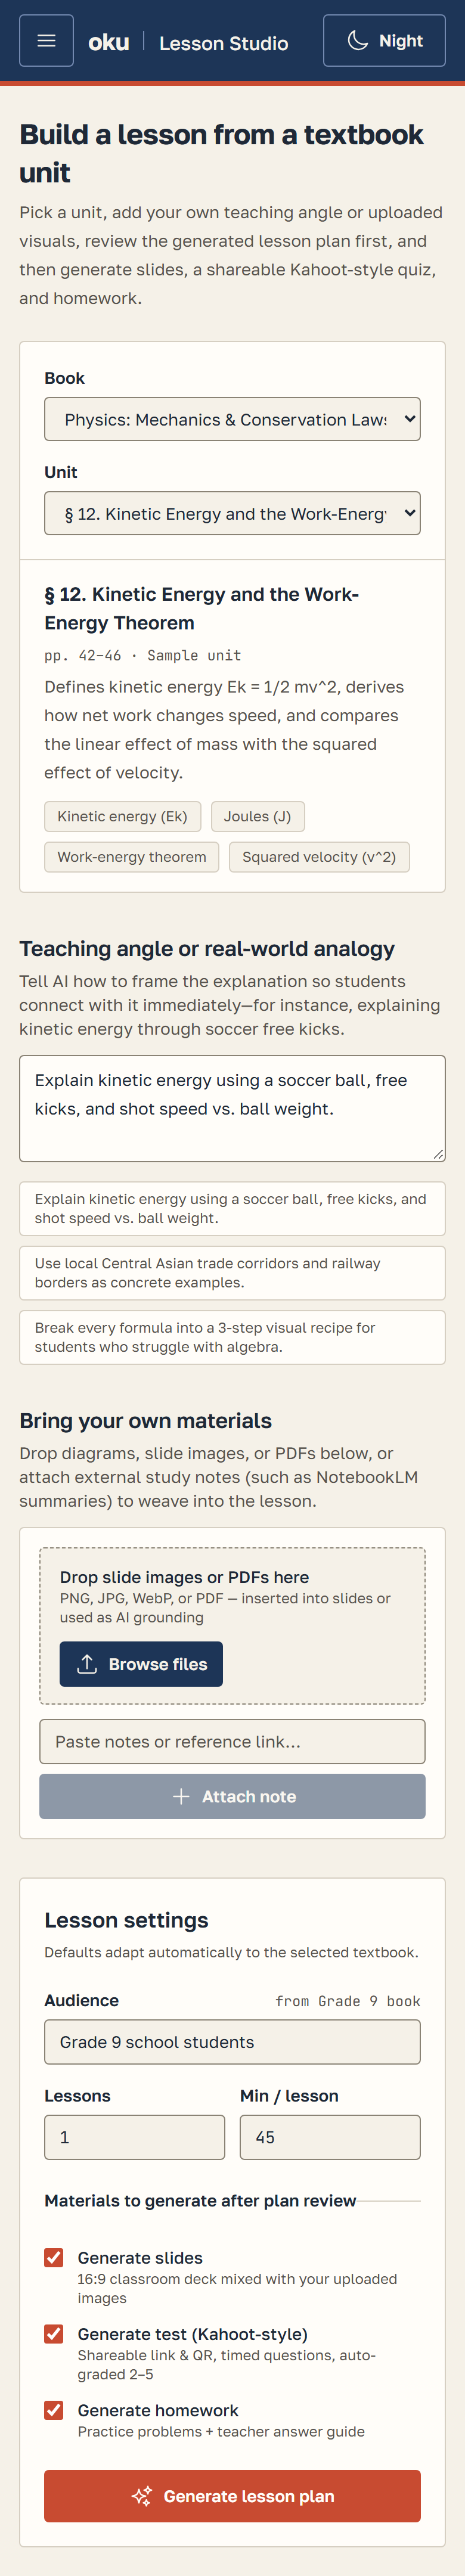 oku | Lesson Studio
Night
Build a lesson from a textbook
unit
Pick a unit, add your own teaching angle or uploaded
visuals, review the generated lesson plan first, and
then generate slides, a shareable Kahoot-style quiz,
and homework.
Book
Physics: Mechanics & Conservation Laws
Unit
§ 12. Kinetic Energy and the Work-Energy
§ 12. Kinetic Energy and the Work-
Energy Theorem
pp. 42–46 · Sample unit
Defines kinetic energy Ek = 1/2 mv^2, derives
how net work changes speed, and compares
the linear effect of mass with the squared
effect of velocity.
Kinetic energy (Ek)
Joules (J)
Work-energy theorem
Squared velocity (v^2)
Teaching angle or real-world analogy
Tell AI how to frame the explanation so students
connect with it immediately—for instance, explaining
kinetic energy through soccer free kicks.
Explain kinetic energy using a soccer ball, free
kicks, and shot speed vs. ball weight.
Explain kinetic energy using a soccer ball, free kicks, and
shot speed vs. ball weight.
Use local Central Asian trade corridors and railway
borders as concrete examples.
Break every formula into a 3-step visual recipe for
students who struggle with algebra.
Bring your own materials
Drop diagrams, slide images, or PDFs below, or
attach external study notes (such as NotebookLM
summaries) to weave into the lesson.
Drop slide images or PDFs here
PNG, JPG, WebP, or PDF — inserted into slides or
used as AI grounding
Browse files
Paste notes or reference link...
Attach note
Lesson settings
Defaults adapt automatically to the selected textbook.
Audience
from Grade 9 book
Grade 9 school students
Lessons
Min / lesson
1
45
Materials to generate after plan review
Generate slides
16:9 classroom deck mixed with your uploaded
images
Generate test (Kahoot-style)
Shareable link & QR, timed questions, auto-
graded 2–5
Generate homework
Practice problems + teacher answer guide
Generate lesson plan